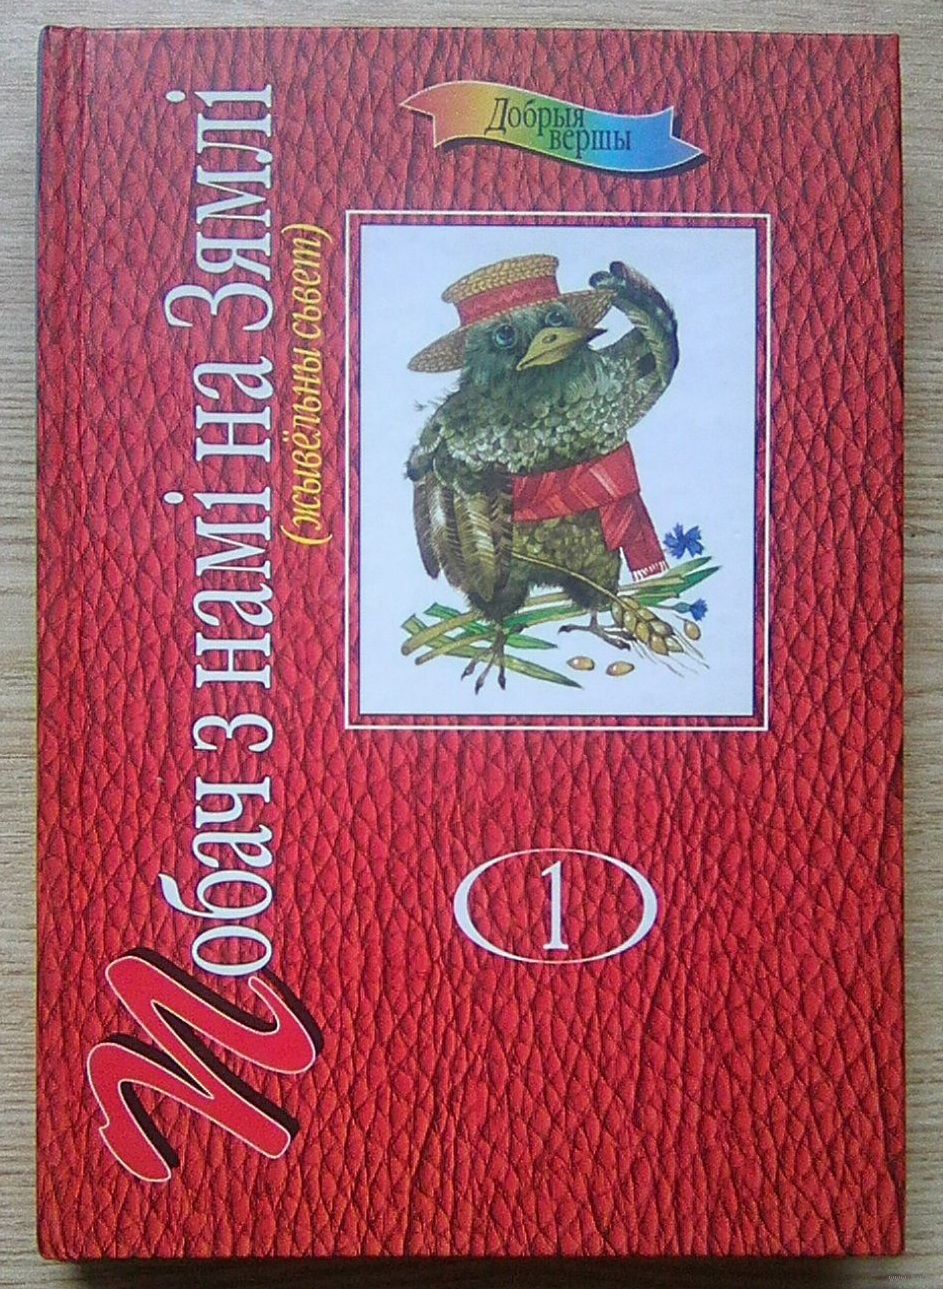 Добрыя
вершы
Побач з намі на Зямлі
(жывёльны сьвет)
1